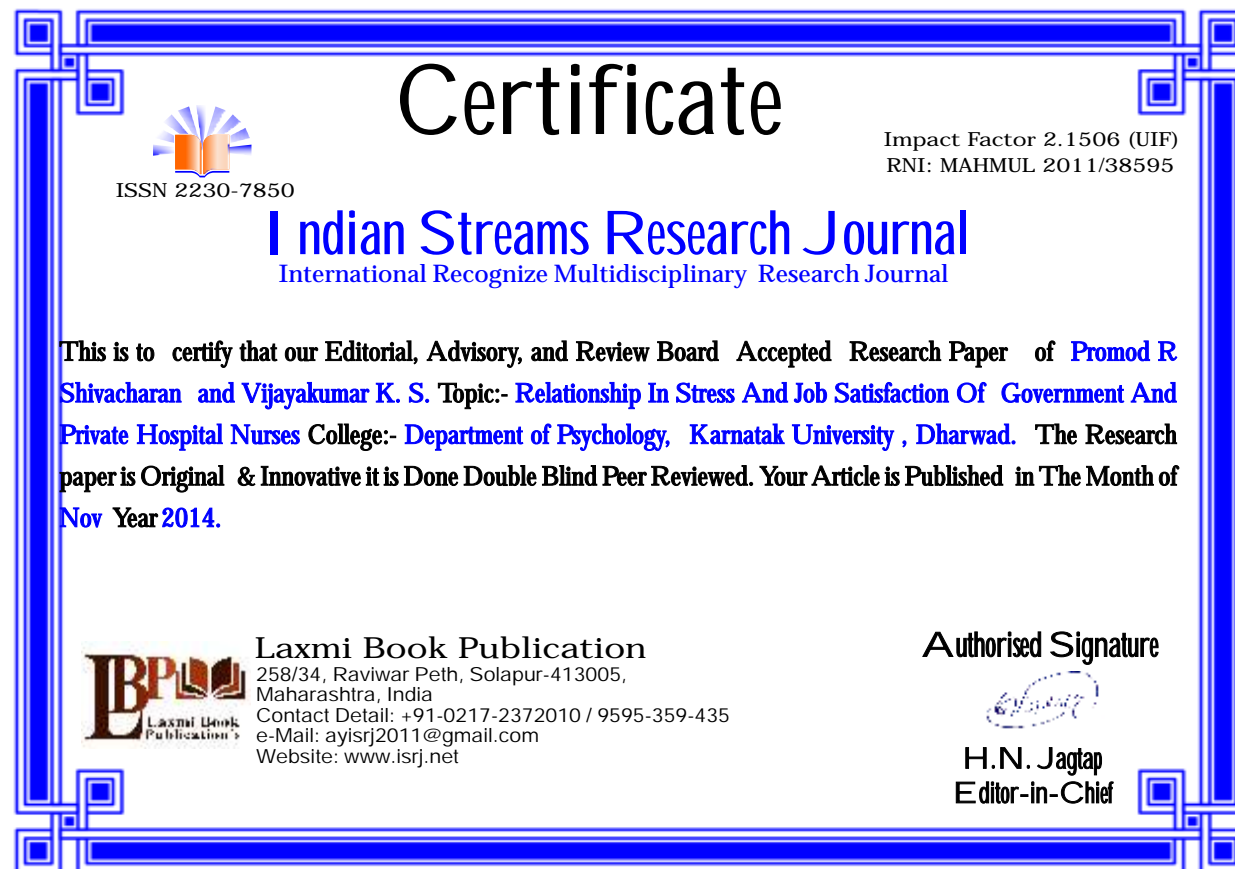 Certificate
Impact Factor 2.1506 (UIF)
RNI: MAHMUL 2011/38595
ISSN 2230-7850
Indian Streams Research Journal
International Recognize Multidisciplinary Research Journal
This is to certify that our Editorial, Advisory, and Review Board Accepted Research Paper of Promod R
Shivacharan and Vijayakumar K. S. Topic:- Relationship In Stress And Job Satisfaction Of Government And
Private Hospital Nurses College:- Department of Psychology, Karnatak University , Dharwad. The Research
paper is Original & Innovative it is Done Double Blind Peer Reviewed. Your Article is Published in The Month of
Nov Year 2014.
LBP
Laxmi Book
Publication's
Laxmi Book Publication
258/34, Raviwar Peth, Solapur-413005,
Maharashtra, India
Contact Detail: +91-0217-2372010 / 9595-359-435
e-Mail: ayisrj2011@gmail.com
Website: www.isrj.net
Authorised Signature
H.N. Jagtap
Editor-in-Chief